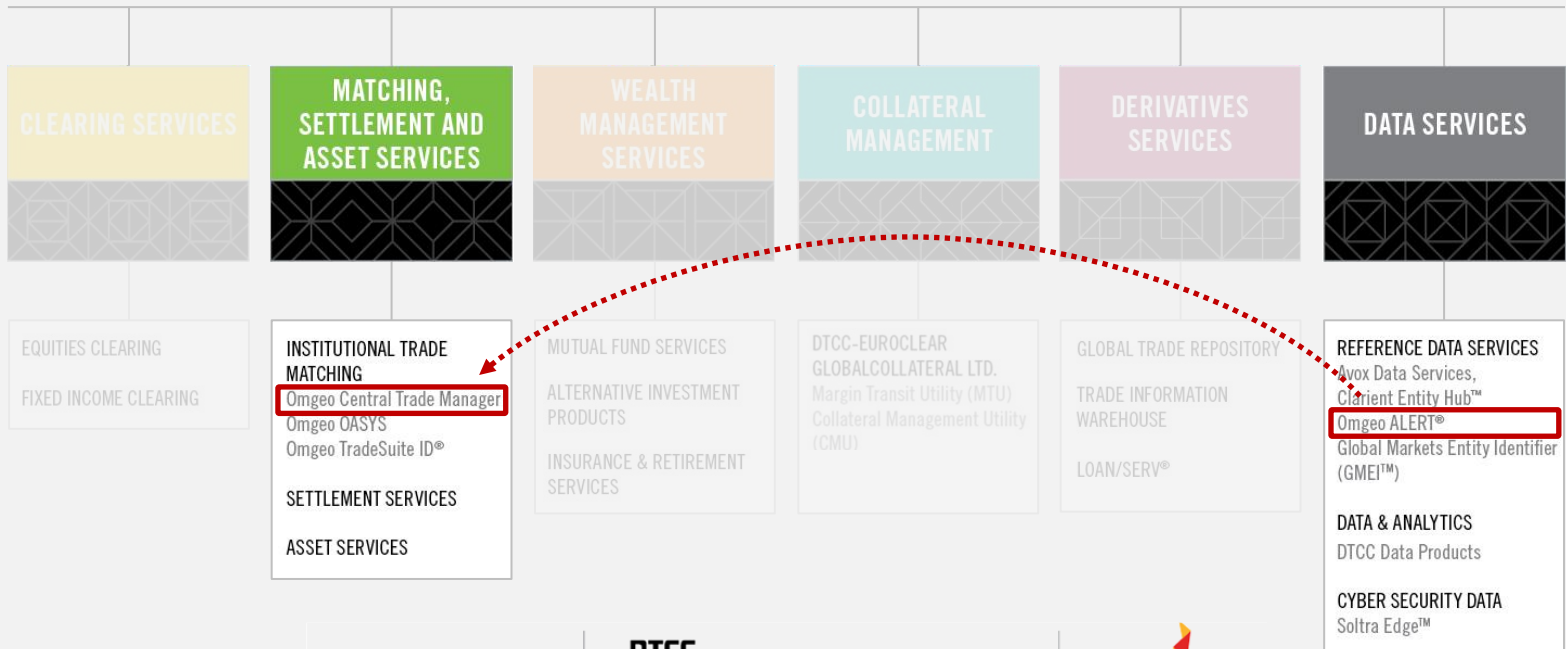 CLEARING SERVICES
MATCHING,
SETTLEMENT AND
ASSET SERVICES
WEALTH
MANAGEMENT
SERVICES
COLLATERAL
MANAGEMENT
DERIVATIVES
SERVICES
DATA SERVICES
EQUITIES CLEARING
FIXED INCOME CLEARING
INSTITUTIONAL TRADE
MATCHING
Omgeo Central Trade Manager
Omgeo OASYS
Omgeo TradeSuite ID®
SETTLEMENT SERVICES
ASSET SERVICES
MUTUAL FUND SERVICES
ALTERNATIVE INVESTMENT
PRODUCTS
INSURANCE & RETIREMENT
SERVICES
DTCC-EUROCLEAR
GLOBALCOLLATERAL LTD.
Margin Transit Utility (MTU)
Collateral Management Utility
(CMU)
GLOBAL TRADE REPOSITORY
TRADE INFORMATION
WAREHOUSE
LOAN/SERV®
REFERENCE DATA SERVICES
Avox Data Services,
Clarient Entity Hub™
Omgeo ALERT®
Global Markets Entity Identifier
(GMEI™)
DATA & ANALYTICS
DTCC Data Products
CYBER SECURITY DATA
Soltra Edge™
DTCC